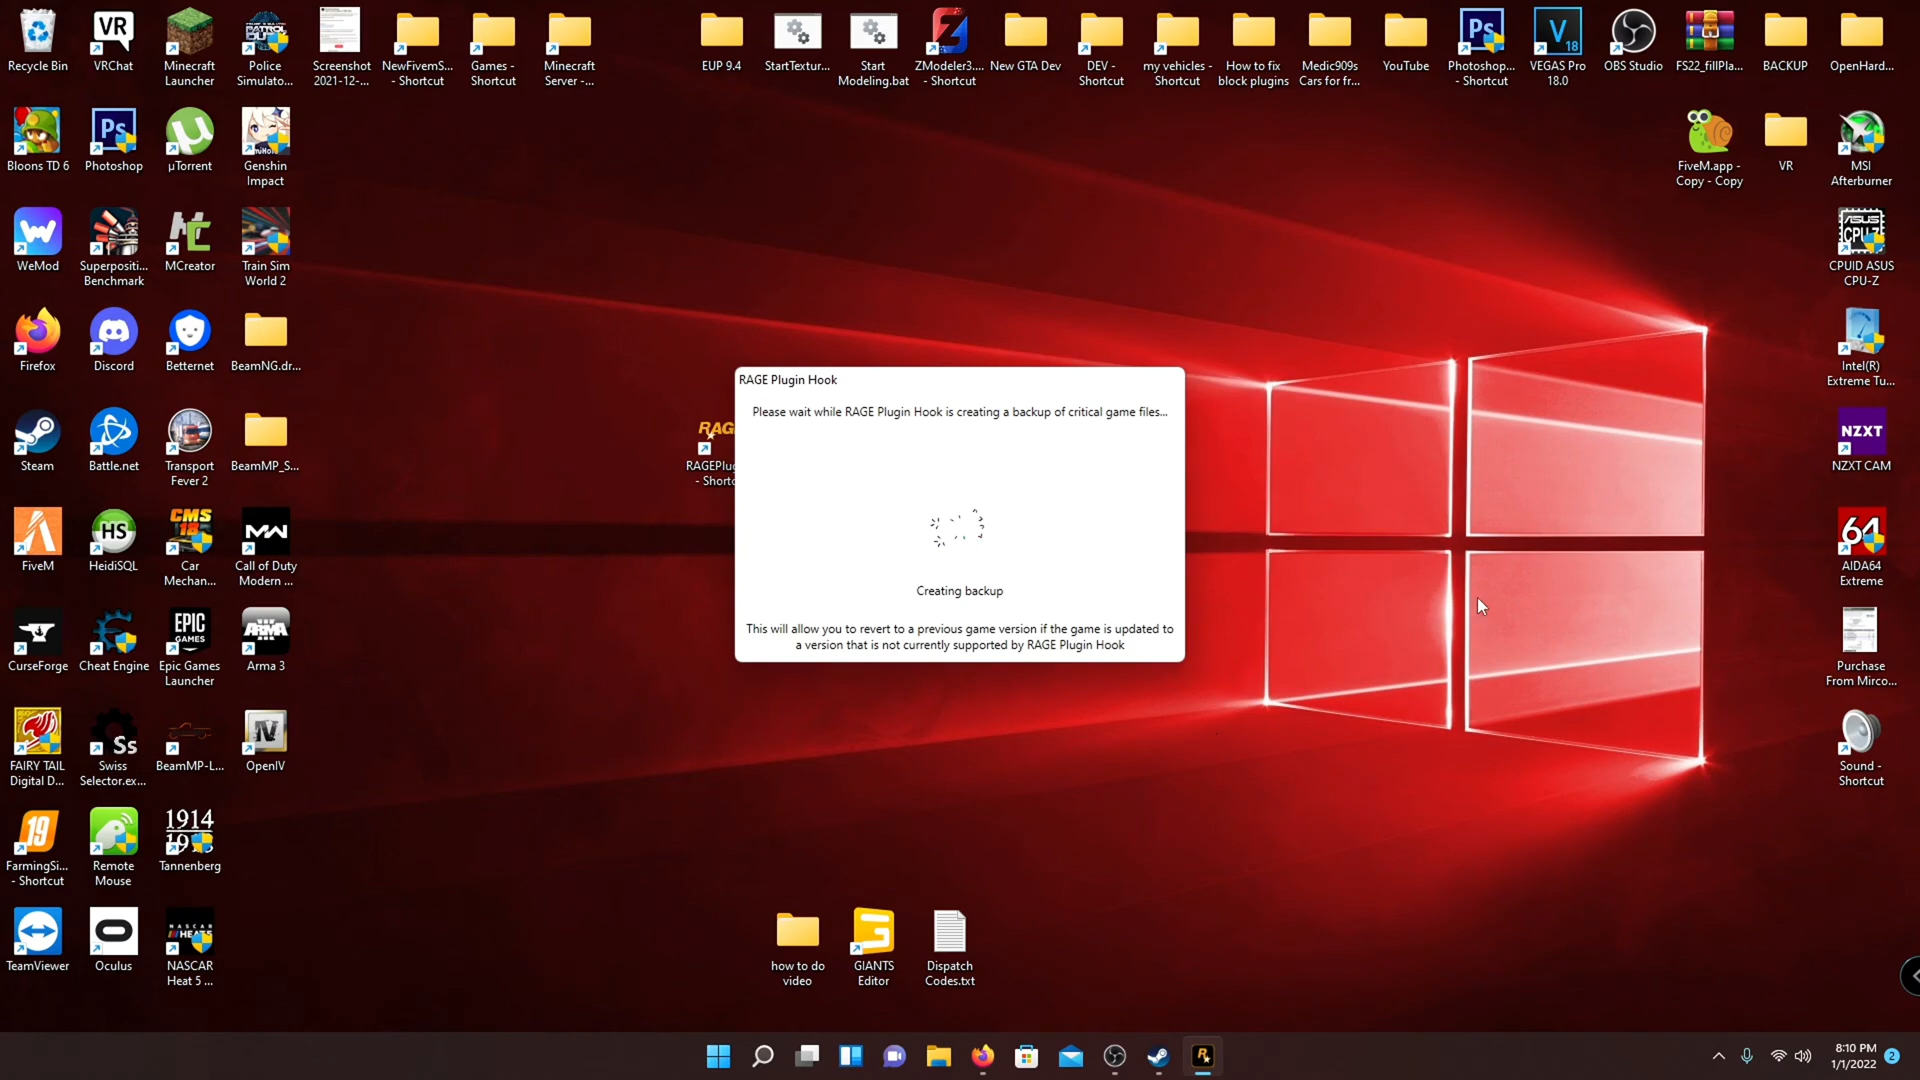 Recycle Bin
VRChat
Minecraft
Launcher
Police
Simulato...
Screenshot
2021-12-...
NewFivemS...
- Shortcut
Games -
Shortcut
Minecraft
Server -...
EUP 9.4
StartTextur...
Start
Modeling.bat
ZModeler3....
- Shortcut
New GTA Dev
DEV -
Shortcut
my vehicles -
Shortcut
How to fix
block plugins
Medic909s
Cars for fr...
YouTube
Photoshop...
- Shortcut
VEGAS Pro
18.0
OBS Studio
FS22_fillPla...
BACKUP
OpenHard...
Bloons TD 6
Photoshop
µTorrent
Genshin
Impact
FiveM.app -
Copy - Copy
VR
MSI
Afterburner
WeMod
Superpositi...
Benchmark
MCreator
Train Sim
World 2
CPUID ASUS
CPU-Z
Firefox
Discord
Betternet
BeamNG.dr...
Intel(R)
Extreme Tu...
Steam
Battle.net
Transport
Fever 2
BeamMP_S...
NZXT
NZXT CAM
RAGE Plugin Hook
Please wait while RAGE Plugin Hook is creating a backup of critical game files...
Creating backup
This will allow you to revert to a previous game version if the game is updated to
a version that is not currently supported by RAGE Plugin Hook
RAG
RAGEPlu
- Shortc
FiveM
HeidiSQL
Car
Mechan...
Call of Duty
Modern ...
AIDA64
Extreme
CurseForge
Cheat Engine
Epic Games
Launcher
Arma 3
Purchase
From Mirco...
FAIRY TAIL
Digital D...
Swiss
Selector.ex...
BeamMP-L...
OpenIV
Sound -
Shortcut
FarmingSi...
- Shortcut
Remote
Mouse
Tannenberg
TeamViewer
Oculus
NASCAR
Heat 5 ...
how to do
video
GIANTS
Editor
Dispatch
Codes.txt
8:10 PM
1/1/2022
2